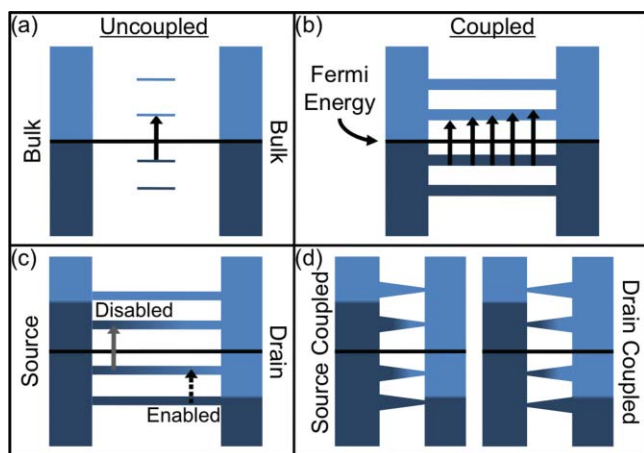 (a)
Uncoupled
Bulk
Bulk
(b)
Coupled
Fermi
Energy
(c)
Source
Disabled
Enabled
Drain
(d)
Source Coupled
Drain Coupled